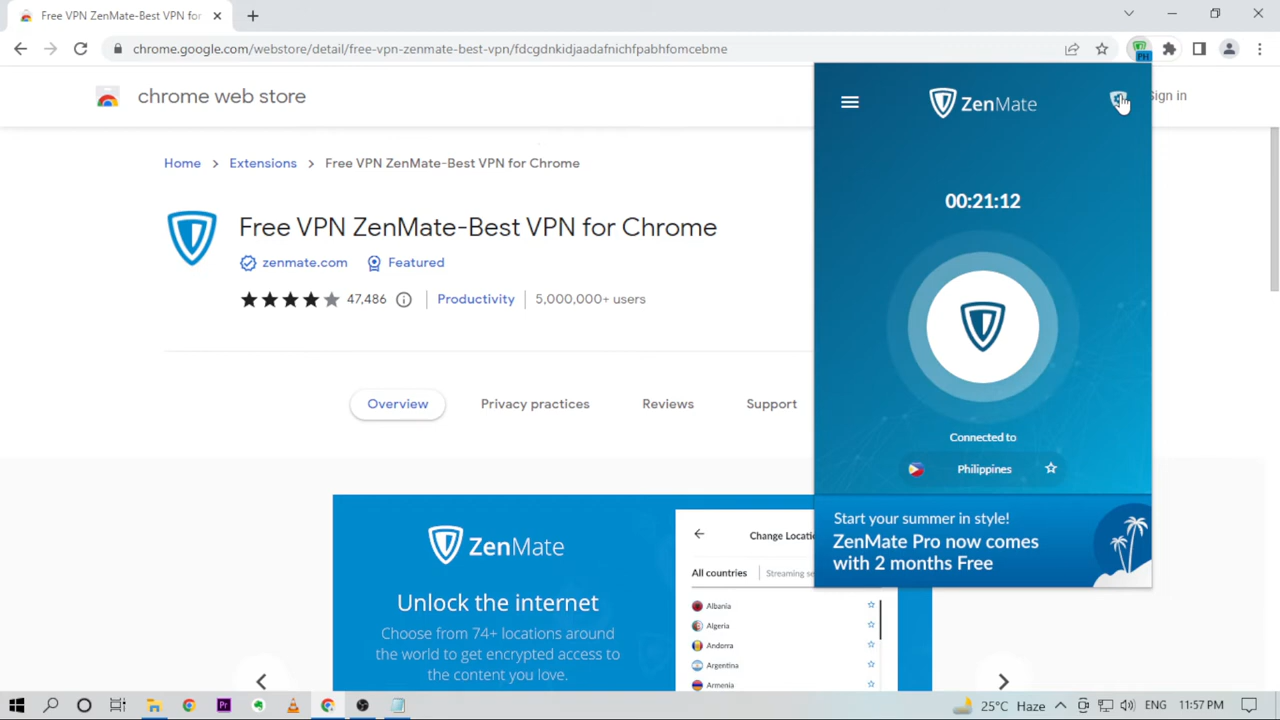 Free VPN ZenMate-Best VPN for
chrome.google.com/webstore/detail/free-vpn-zenmate-best-vpn/fdcgdnkidjaadafnichfpabhfomcebme
PH
chrome web store
Sign in
Home > Extensions > Free VPN ZenMate-Best VPN for Chrome
Free VPN ZenMate-Best VPN for Chrome
zenmate.com Featured
47,486 Productivity 5,000,000+ users
Overview Privacy practices Reviews Support
ZenMate
Unlock the internet
Choose from 74+ locations around
the world to get encrypted access to
the content you love.
Change Locati
All countries Streaming se
Albania
Algeria
Andorra
Argentina
Armenia
ZenMate
00:21:12
Connected to
Philippines
Start your summer in style!
ZenMate Pro now comes
with 2 months Free
Pr
25°C Haze ENG 11:57 PM